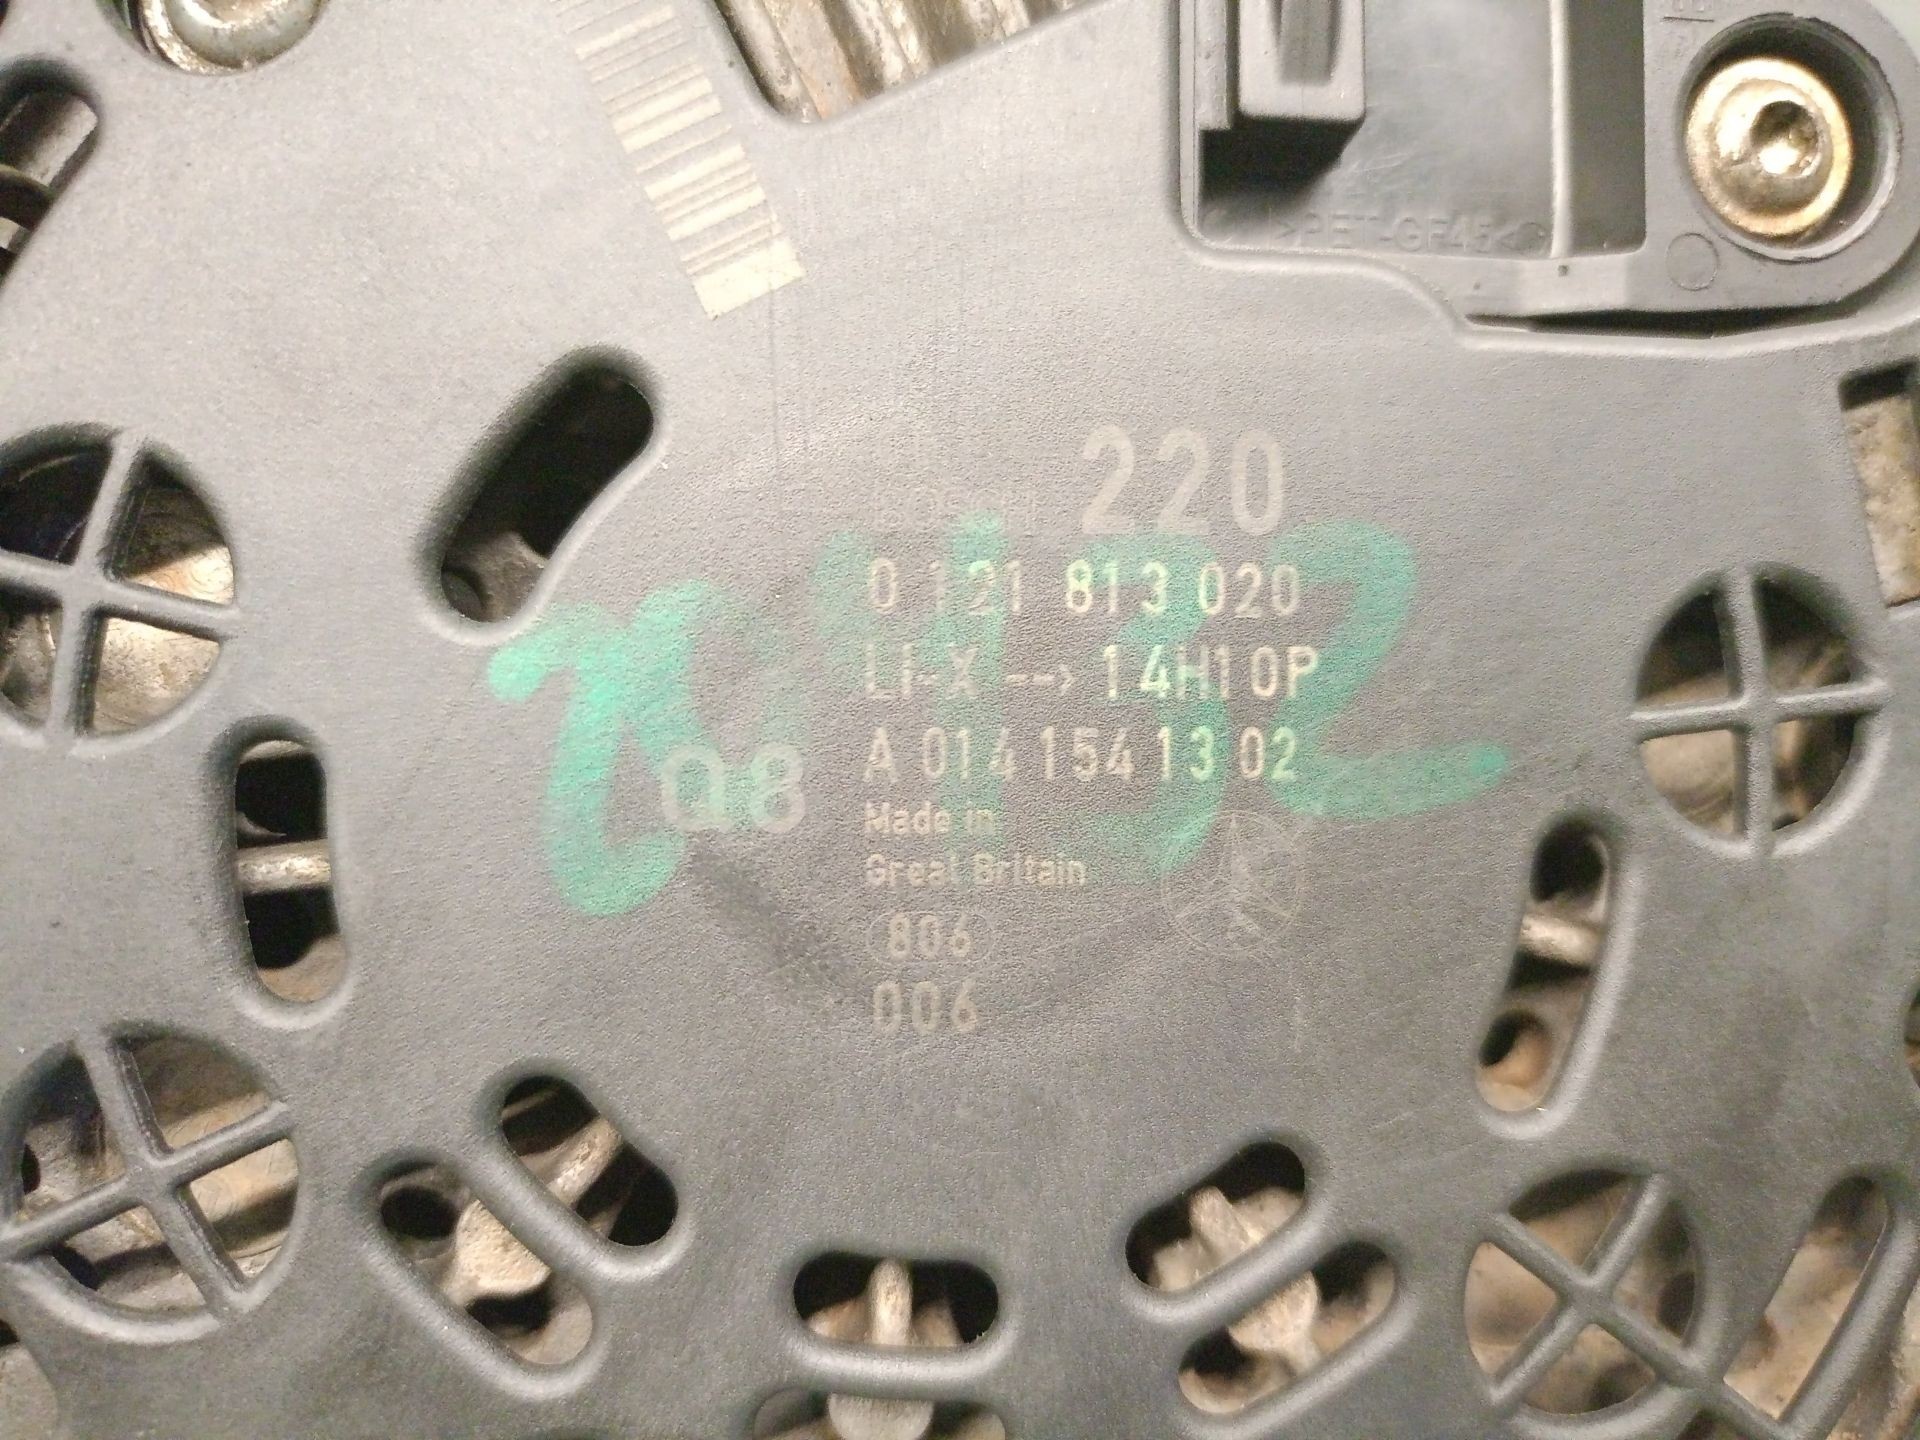 >PET-GF45<
BOSCH 220
0 121 813 020
LI-X --> 14H10P
A 014 154 13 02
Q8
Made in
Great Britain
806
006